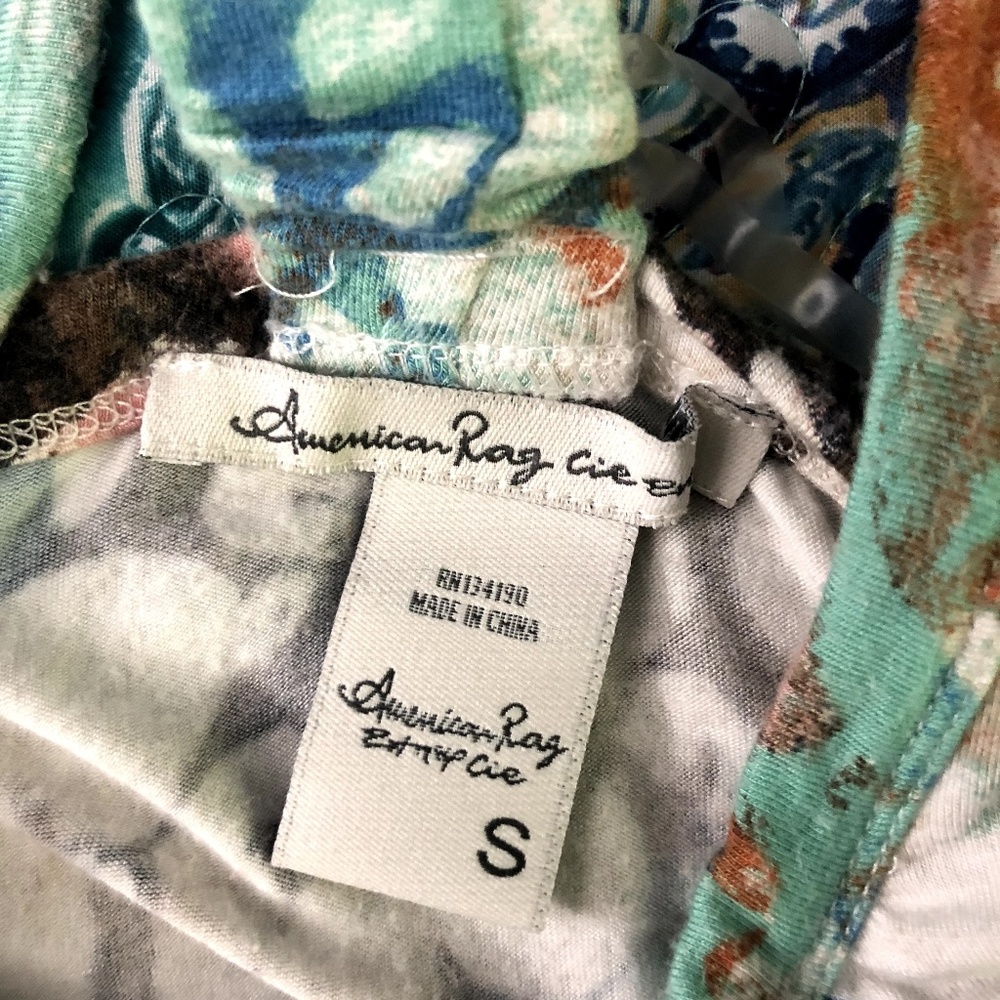 American Rag Cie
RN134190
MADE IN CHINA
American Rag
Cie
S